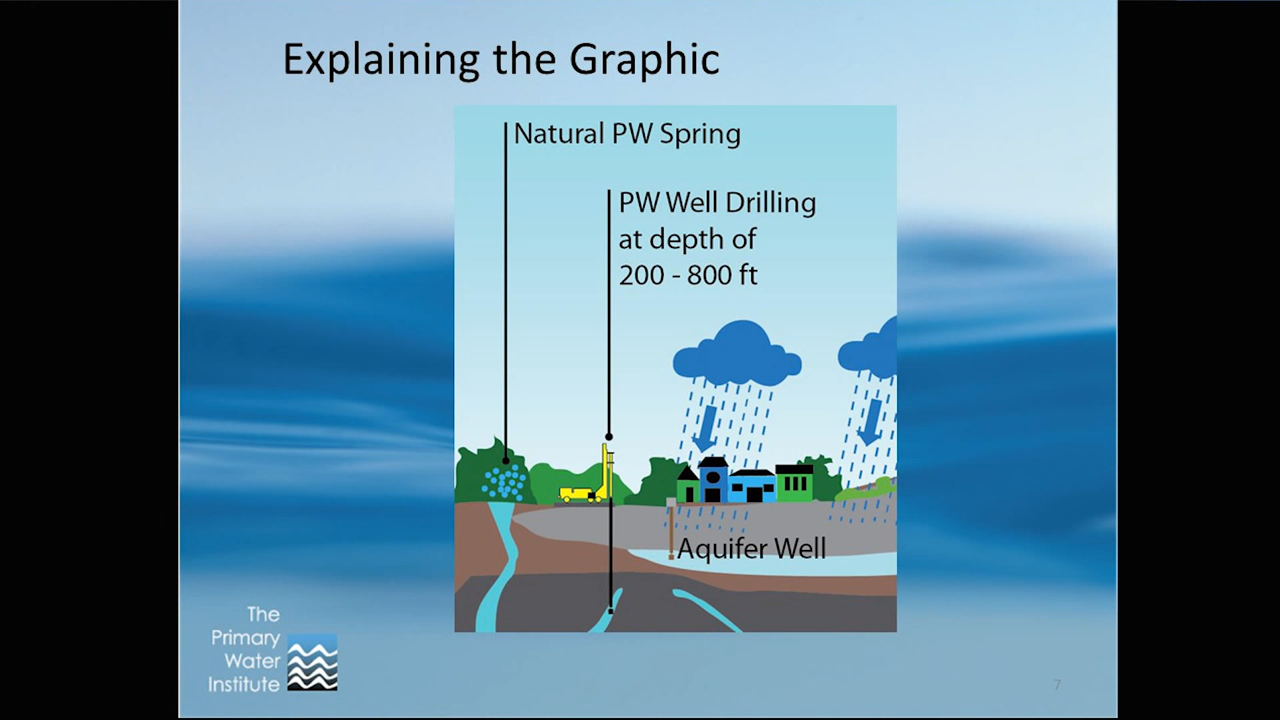 Explaining the Graphic
Natural PW Spring
PW Well Drilling
at depth of
200 - 800 ft
Aquifer Well
The
Primary
Water
Institute
7